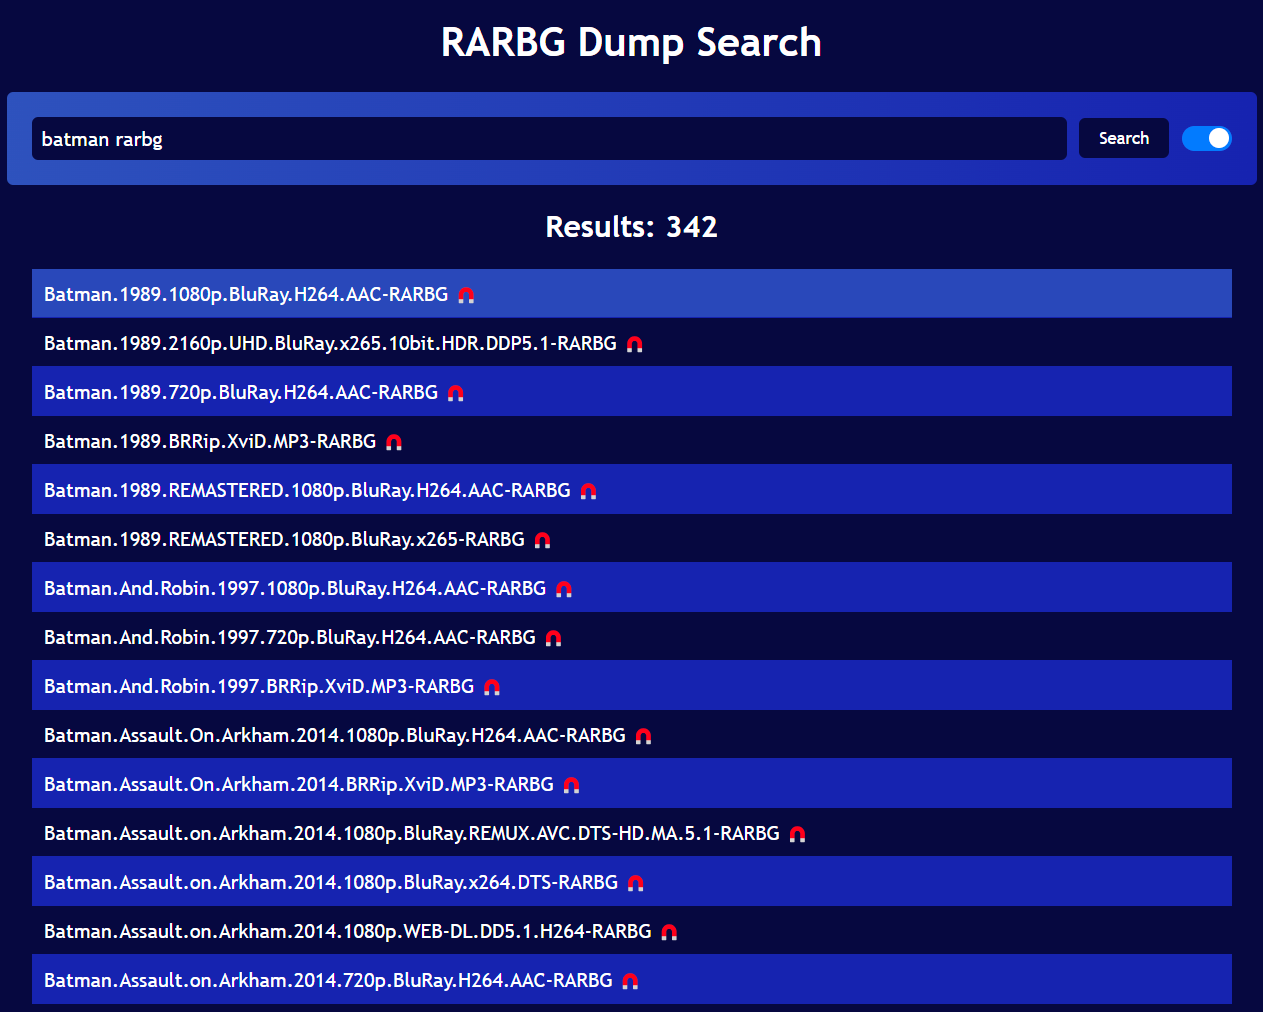 RARBG Dump Search
batman rarbg
Search
Results: 342
Batman.1989.1080p.BluRay.H264.AAC-RARBG
Batman.1989.2160p.UHD.BluRay.x265.10bit.HDR.DDP5.1-RARBG
Batman.1989.720p.BluRay.H264.AAC-RARBG
Batman.1989.BRRip.XviD.MP3-RARBG
Batman.1989.REMASTERED.1080p.BluRay.H264.AAC-RARBG
Batman.1989.REMASTERED.1080p.BluRay.x265-RARBG
Batman.And.Robin.1997.1080p.BluRay.H264.AAC-RARBG
Batman.And.Robin.1997.720p.BluRay.H264.AAC-RARBG
Batman.And.Robin.1997.BRRip.XviD.MP3-RARBG
Batman.Assault.On.Arkham.2014.1080p.BluRay.H264.AAC-RARBG
Batman.Assault.On.Arkham.2014.BRRip.XviD.MP3-RARBG
Batman.Assault.on.Arkham.2014.1080p.BluRay.REMUX.AVC.DTS-HD.MA.5.1-RARBG
Batman.Assault.on.Arkham.2014.1080p.BluRay.x264.DTS-RARBG
Batman.Assault.on.Arkham.2014.1080p.WEB-DL.DD5.1.H264-RARBG
Batman.Assault.on.Arkham.2014.720p.BluRay.H264.AAC-RARBG